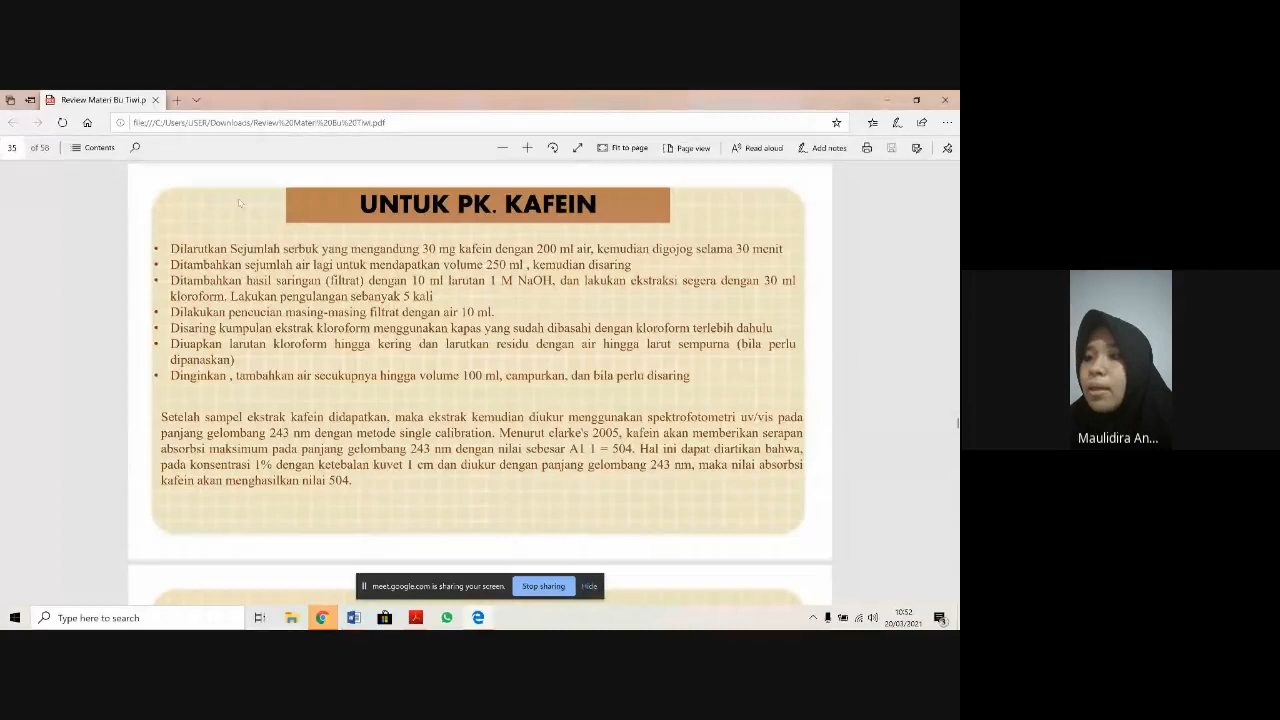 Review Materi Bu Tiwi.p
file:///C:/Users/USER/Downloads/Review%20Materi%20Bu%20Tiwi.pdf
35 of 58 Contents Fit to page Page view Read aloud Add notes
UNTUK PK. KAFEIN
• Dilarutkan Sejumlah serbuk yang mengandung 30 mg kafein dengan 200 ml air, kemudian digojog selama 30 menit
• Ditambahkan sejumlah air lagi untuk mendapatkan volume 250 ml , kemudian disaring
• Ditambahkan hasil saringan (filtrat) dengan 10 ml larutan 1 M NaOH, dan lakukan ekstraksi segera dengan 30 ml
kloroform. Lakukan pengulangan sebanyak 5 kali
• Dilakukan pencucian masing-masing filtrat dengan air 10 ml.
• Disaring kumpulan ekstrak kloroform menggunakan kapas yang sudah dibasahi dengan kloroform terlebih dahulu
• Diuapkan larutan kloroform hingga kering dan larutkan residu dengan air hingga larut sempurna (bila perlu
dipanaskan)
• Dinginkan , tambahkan air secukupnya hingga volume 100 ml, campurkan, dan bila perlu disaring
Setelah sampel ekstrak kafein didapatkan, maka ekstrak kemudian diukur menggunakan spektrofotometri uv/vis pada
panjang gelombang 243 nm dengan metode single calibration. Menurut clarke's 2005, kafein akan memberikan serapan
absorbsi maksimum pada panjang gelombang 243 nm dengan nilai sebesar A1 1 = 504. Hal ini dapat diartikan bahwa,
pada konsentrasi 1% dengan ketebalan kuvet 1 cm dan diukur dengan panjang gelombang 243 nm, maka nilai absorbsi
kafein akan menghasilkan nilai 504.
Maulidira An...
meet.google.com is sharing your screen. Stop sharing Hide
Type here to search
10:52
20/03/2021